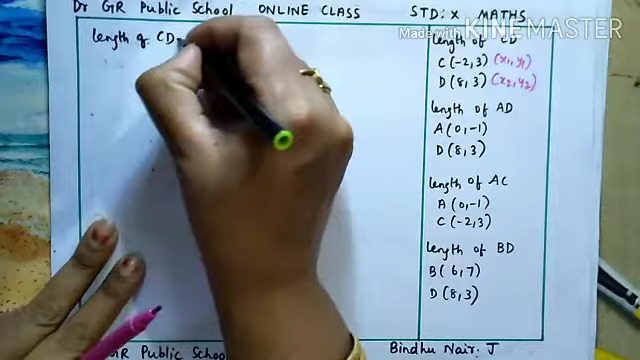 Dr GR Public School ONLINE CLASS STD: X MATHS
Made with KINEMASTER
length of CD
length of CD
C(-2,3) (x₁,y₁)
D(8,3) (x₂,y₂)
length of AD
A(0,-1)
D(8,3)
length of AC
A(0,-1)
C(-2,3)
length of BD
B(6,7)
D(8,3)
GR Public School Bindhu Nair. J